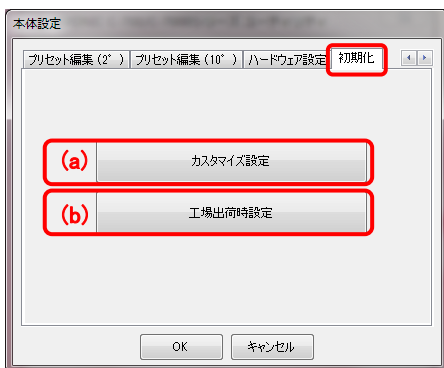 本体設定
プリセット編集 (2°) プリセット編集 (10°) ハードウェア設定 初期化
(a) カスタマイズ設定
(b) 工場出荷時設定
OK キャンセル